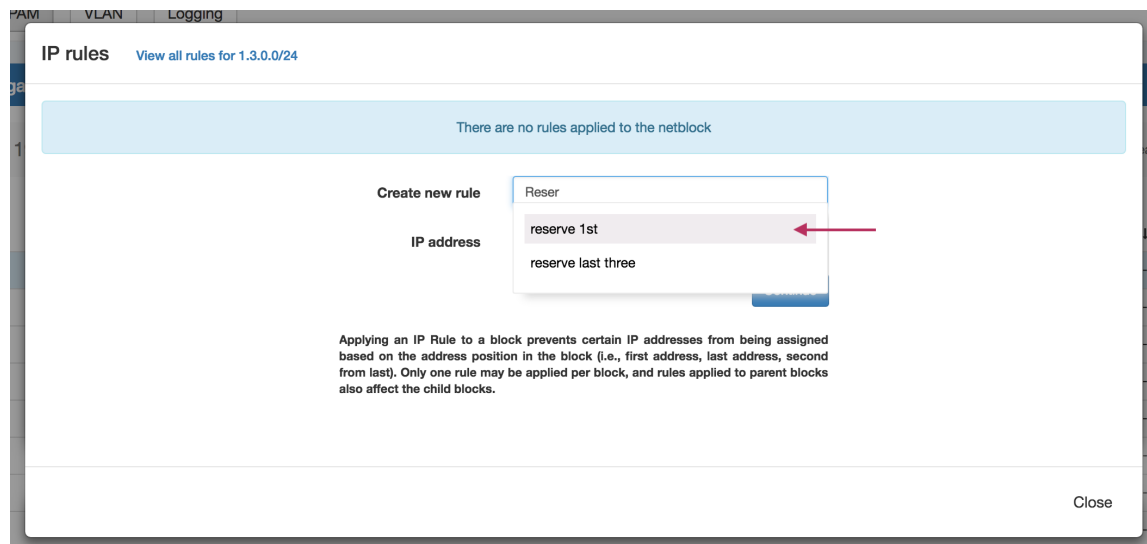 PAM VLAN Logging
IP rules View all rules for 1.3.0.0/24
There are no rules applied to the netblock
Create new rule Reser
reserve 1st
IP address
reserve last three
Applying an IP Rule to a block prevents certain IP addresses from being assigned
based on the address position in the block (i.e., first address, last address, second
from last). Only one rule may be applied per block, and rules applied to parent blocks
also affect the child blocks.
Close